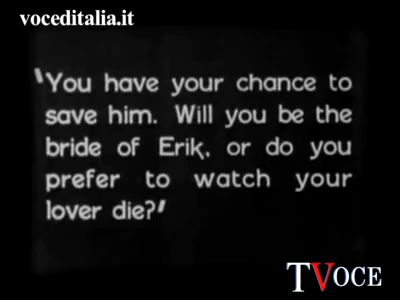 voceditalia.it
"You have your chance to
save him. Will you be the
bride of Erik, or do you
prefer to watch your
lover die?"
TVOCE